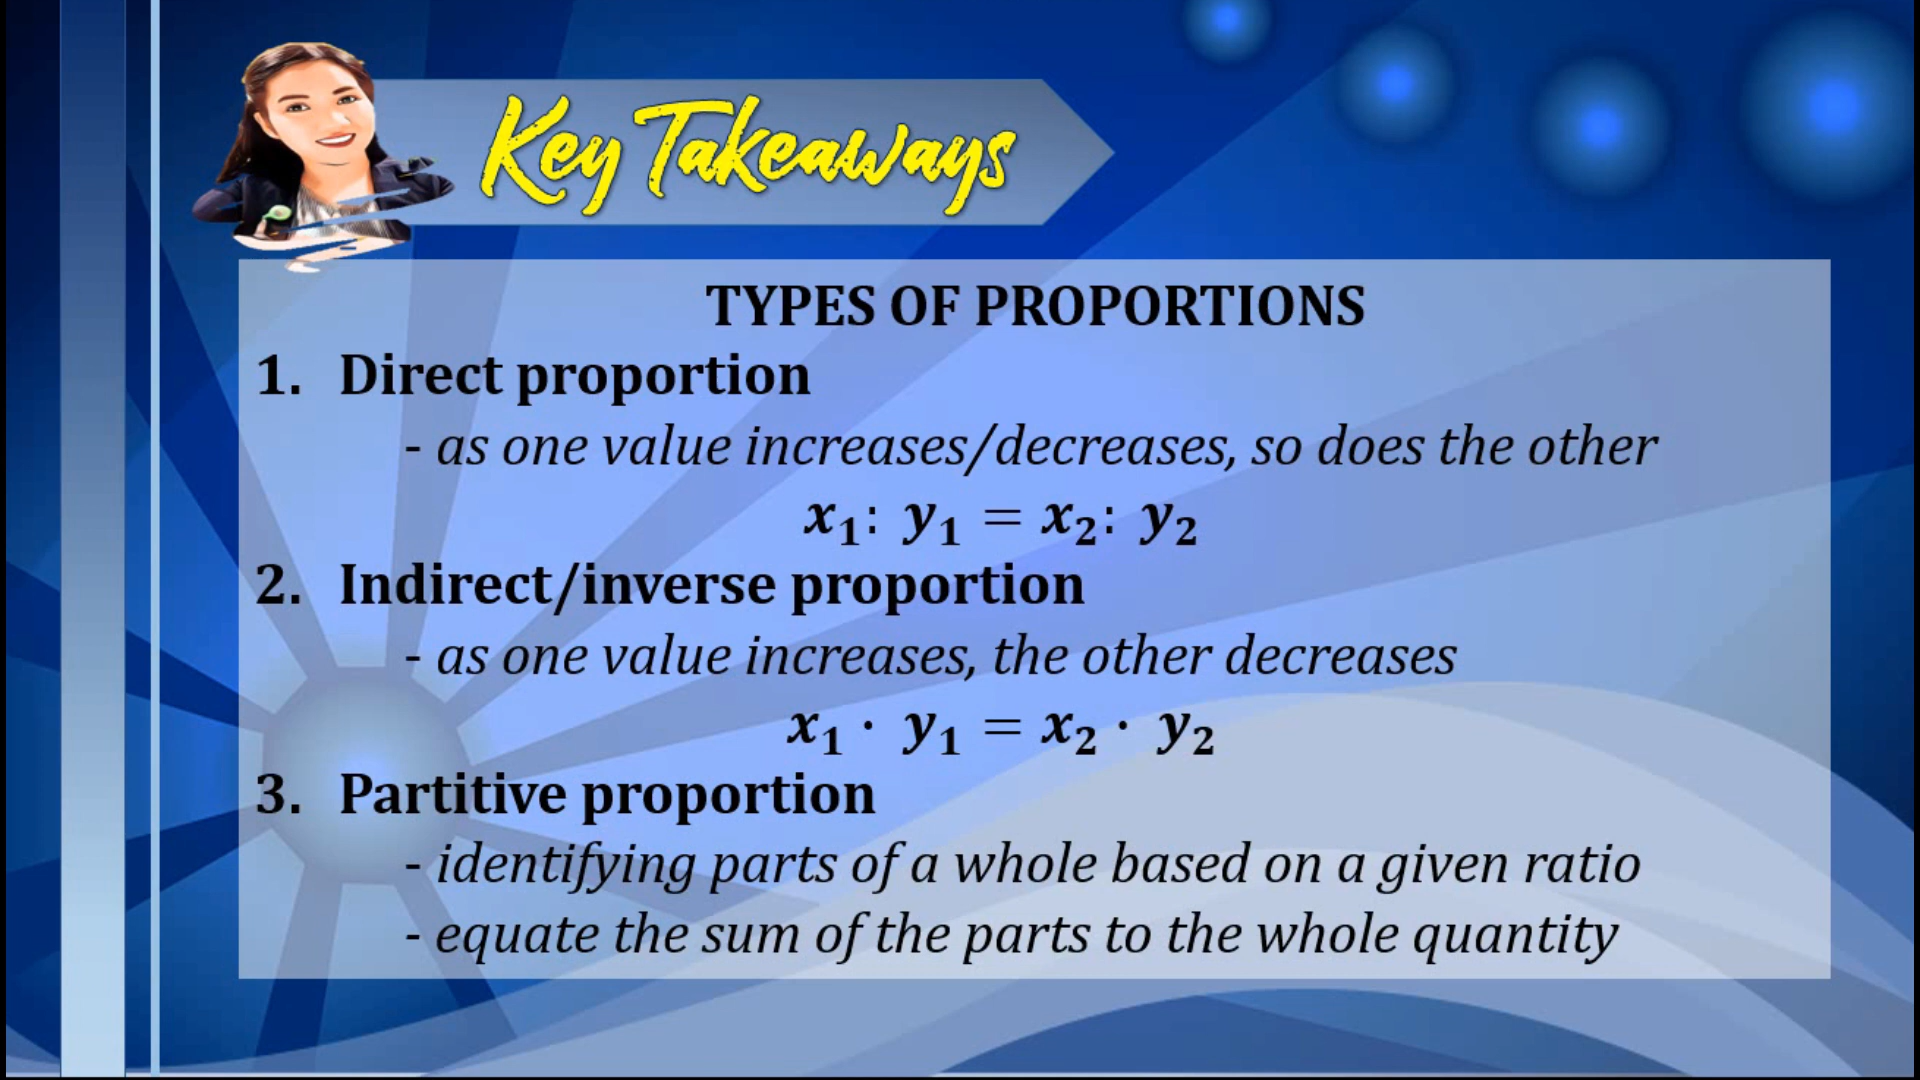 Key Takeaways
TYPES OF PROPORTIONS
1. Direct proportion
- as one value increases/decreases, so does the other
x₁: y₁ = x₂: y₂
2. Indirect/inverse proportion
- as one value increases, the other decreases
x₁ · y₁ = x₂ · y₂
3. Partitive proportion
- identifying parts of a whole based on a given ratio
- equate the sum of the parts to the whole quantity